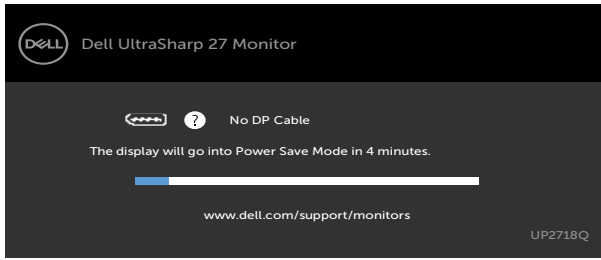 DELL
Dell UltraSharp 27 Monitor
? No DP Cable
The display will go into Power Save Mode in 4 minutes.
www.dell.com/support/monitors
UP2718Q